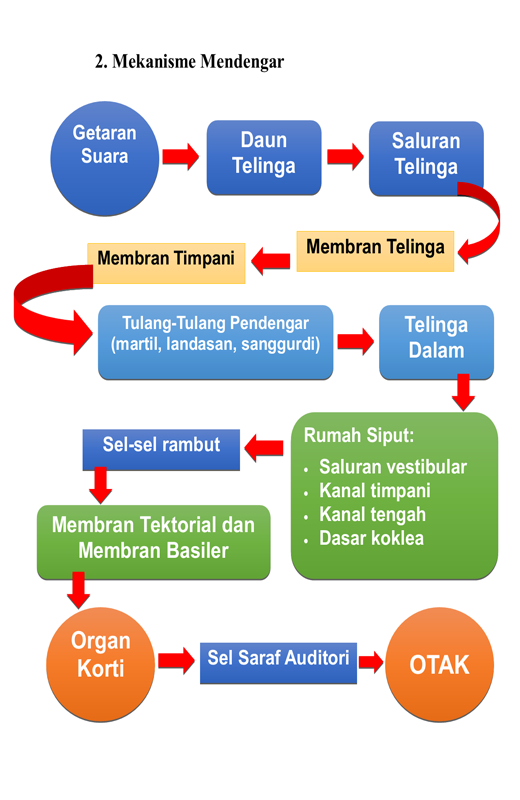 2. Mekanisme Mendengar
Getaran
Suara
Daun
Telinga
Saluran
Telinga
Membran Telinga
Membran Timpani
Tulang-Tulang Pendengar
(martil, landasan, sanggurdi)
Telinga
Dalam
Rumah Siput:
• Saluran vestibular
• Kanal timpani
• Kanal tengah
• Dasar koklea
Sel-sel rambut
Membran Tektorial dan
Membran Basiler
Organ
Korti
Sel Saraf Auditori
OTAK